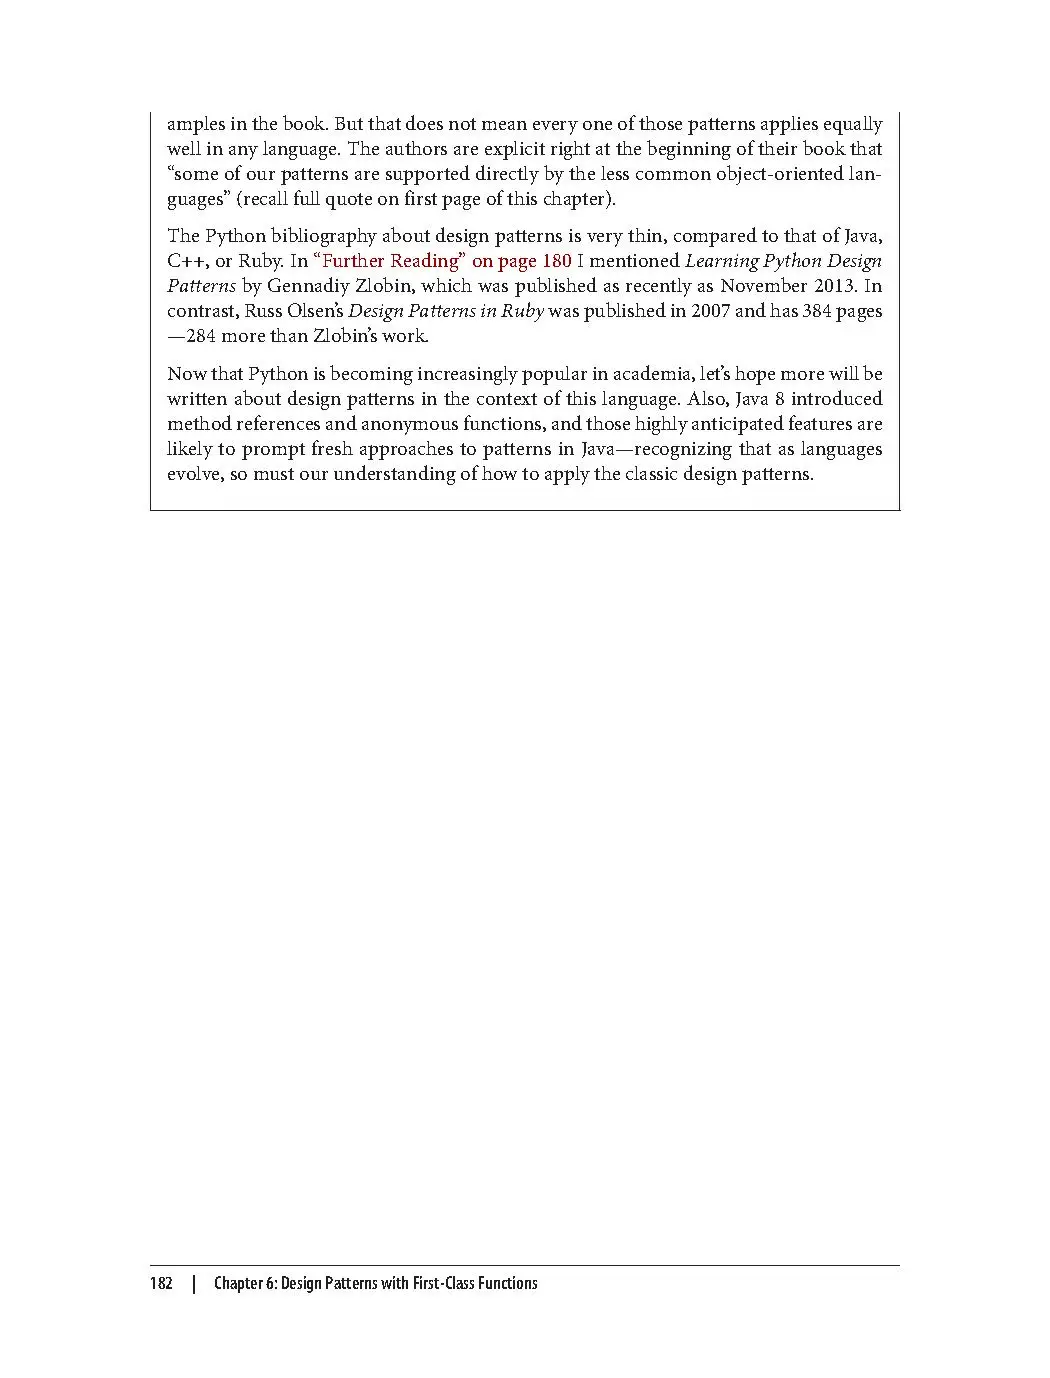 amples in the book. But that does not mean every one of those patterns applies equally
well in any language. The authors are explicit right at the beginning of their book that
“some of our patterns are supported directly by the less common object-oriented lan-
guages” (recall full quote on first page of this chapter).
The Python bibliography about design patterns is very thin, compared to that of Java,
C++, or Ruby. In “Further Reading” on page 180 I mentioned Learning Python Design
Patterns by Gennadiy Zlobin, which was published as recently as November 2013. In
contrast, Russ Olsen’s Design Patterns in Ruby was published in 2007 and has 384 pages
—284 more than Zlobin’s work.
Now that Python is becoming increasingly popular in academia, let’s hope more will be
written about design patterns in the context of this language. Also, Java 8 introduced
method references and anonymous functions, and those highly anticipated features are
likely to prompt fresh approaches to patterns in Java—recognizing that as languages
evolve, so must our understanding of how to apply the classic design patterns.
182 | Chapter 6: Design Patterns with First-Class Functions